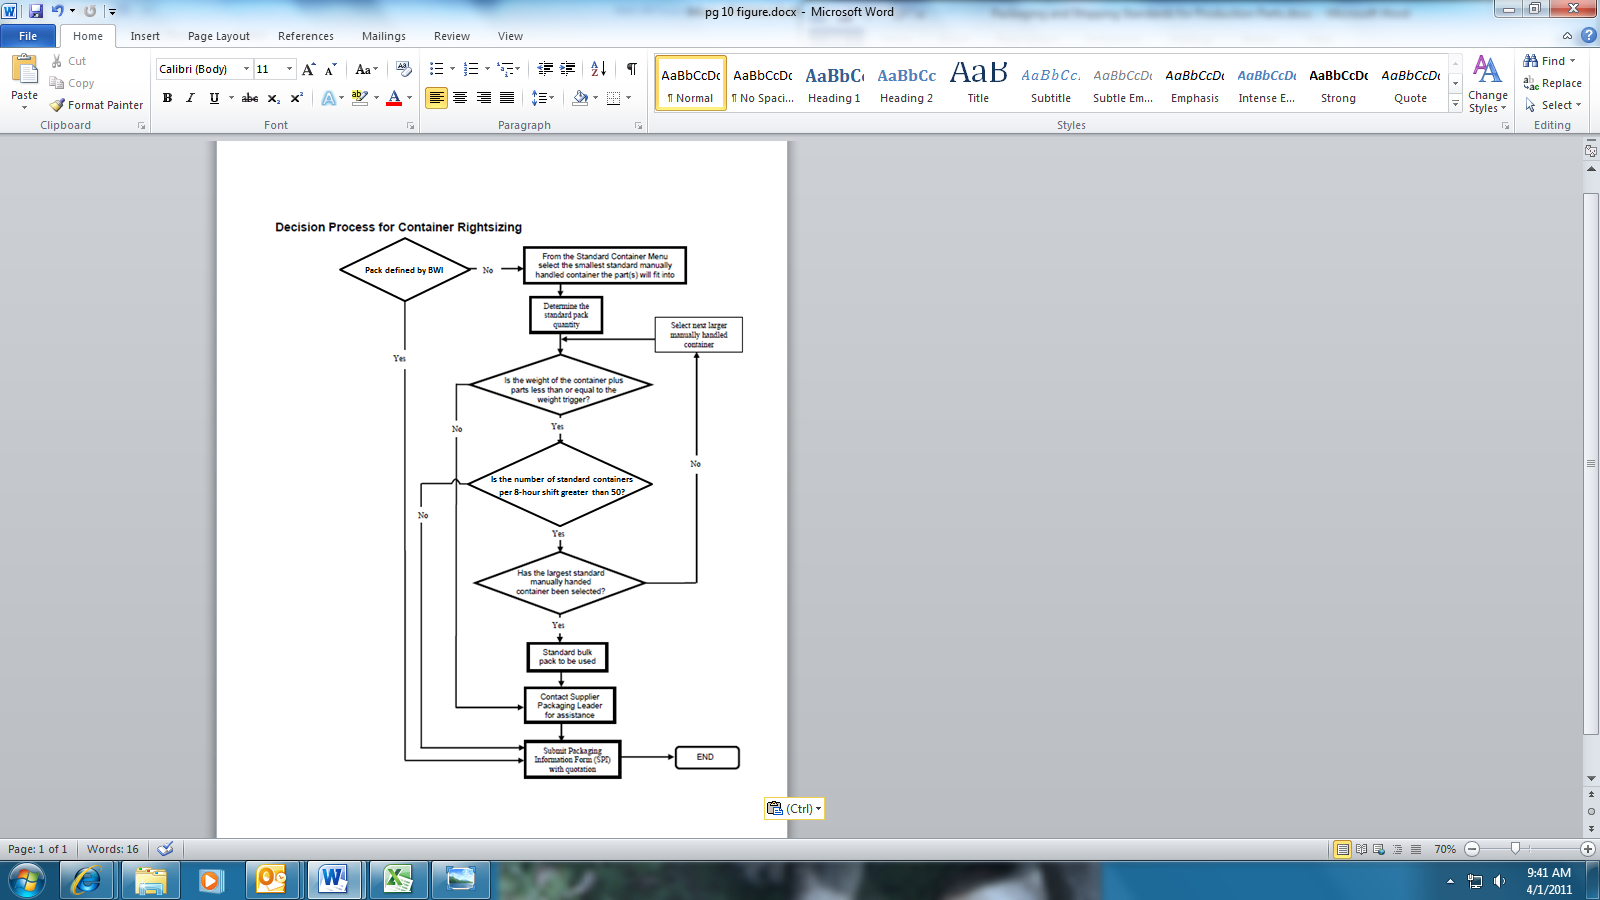 pg 10 figure.docx - Microsoft Word
File
Home
Insert
Page Layout
References
Mailings
Review
View
Paste
Cut
Copy
Format Painter
Clipboard
Calibri (Body)
11
Font
Paragraph
AaBbCcDc
¶ Normal
AaBbCcDc
¶ No Spaci...
AaBbCc
Heading 1
AaBbCc
Heading 2
AaB
Title
AaBbCc.
Subtitle
AaBbCcDc
Subtle Em...
AaBbCcDc
Emphasis
AaBbCcDc
Intense E...
AaBbCcDc
Strong
AaBbCcDc
Quote
Change
Styles
Styles
Find
Replace
Select
Editing
Decision Process for Container Rightsizing
Pack defined by BWI
No
From the Standard Container Menu
select the smallest standard manually
handled container the part(s) will fit into
Determine the
standard pack
quantity
Select next larger
manually handled
container
Yes
Is the weight of the container plus
parts less than or equal to the
weight trigger?
No
Yes
No
Is the number of standard containers
per 8-hour shift greater than 50?
No
Yes
Has the largest standard
manually handed
container been selected?
Yes
Standard bulk
pack to be used
Contact Supplier
Packaging Leader
for assistance
Submit Packaging
Information Form (SPI)
with quotation
END
(Ctrl)
Page: 1 of 1
Words: 16
70%
9:41 AM
4/1/2011